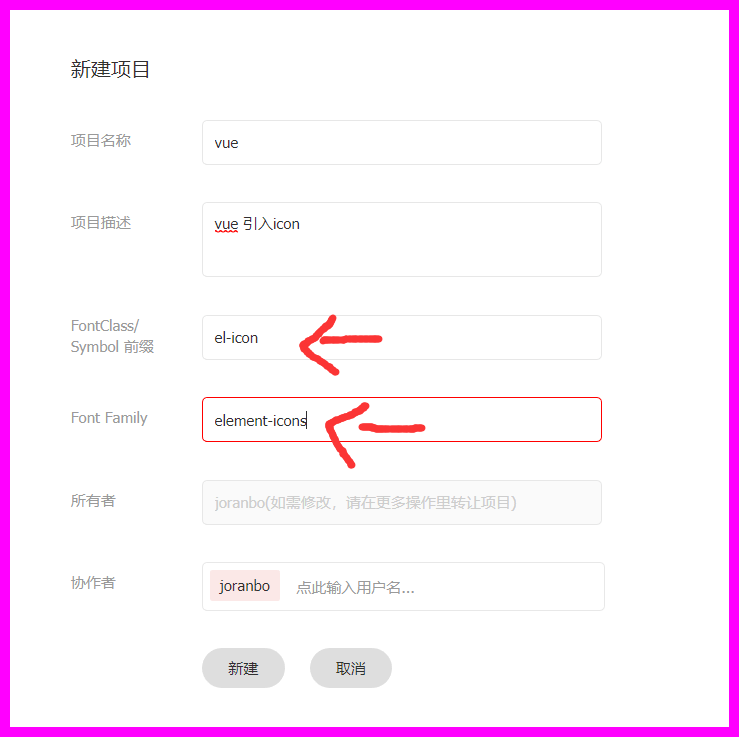 新建项目
项目名称
vue
项目描述
vue 引入icon
FontClass/
Symbol 前缀
el-icon
Font Family
element-icons
所有者
joranbo(如需修改，请在更多操作里转让项目)
协作者
joranbo 点此输入用户名...
新建 取消